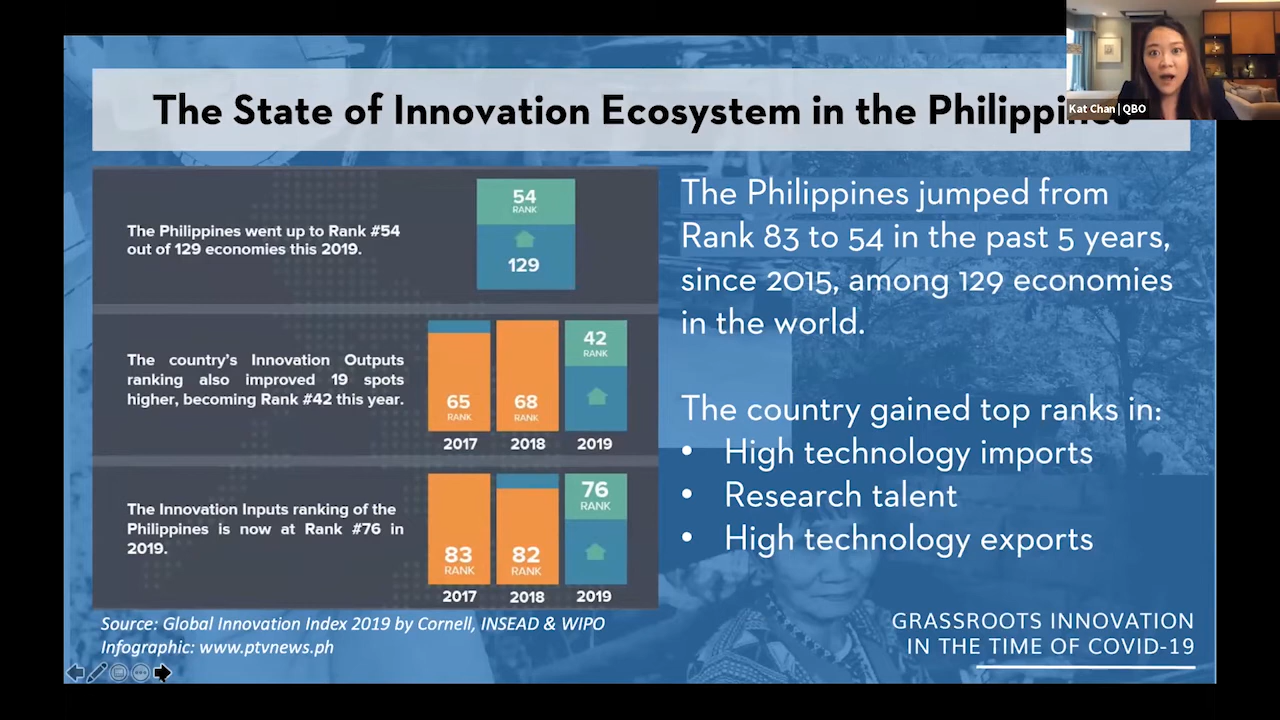 The State of Innovation Ecosystem in the Philippines
Kat Chan | QBO
The Philippines went up to Rank #54
out of 129 economies this 2019.
54
RANK
129
The country's Innovation Outputs
ranking also improved 19 spots
higher, becoming Rank #42 this year.
65
RANK
2017
68
RANK
2018
42
RANK
2019
The Innovation Inputs ranking of the
Philippines is now at Rank #76 in
2019.
83
RANK
2017
82
RANK
2018
76
RANK
2019
Source: Global Innovation Index 2019 by Cornell, INSEAD & WIPO
Infographic: www.ptvnews.ph
The Philippines jumped from
Rank 83 to 54 in the past 5 years,
since 2015, among 129 economies
in the world.
The country gained top ranks in:
• High technology imports
• Research talent
• High technology exports
GRASSROOTS INNOVATION
IN THE TIME OF COVID-19